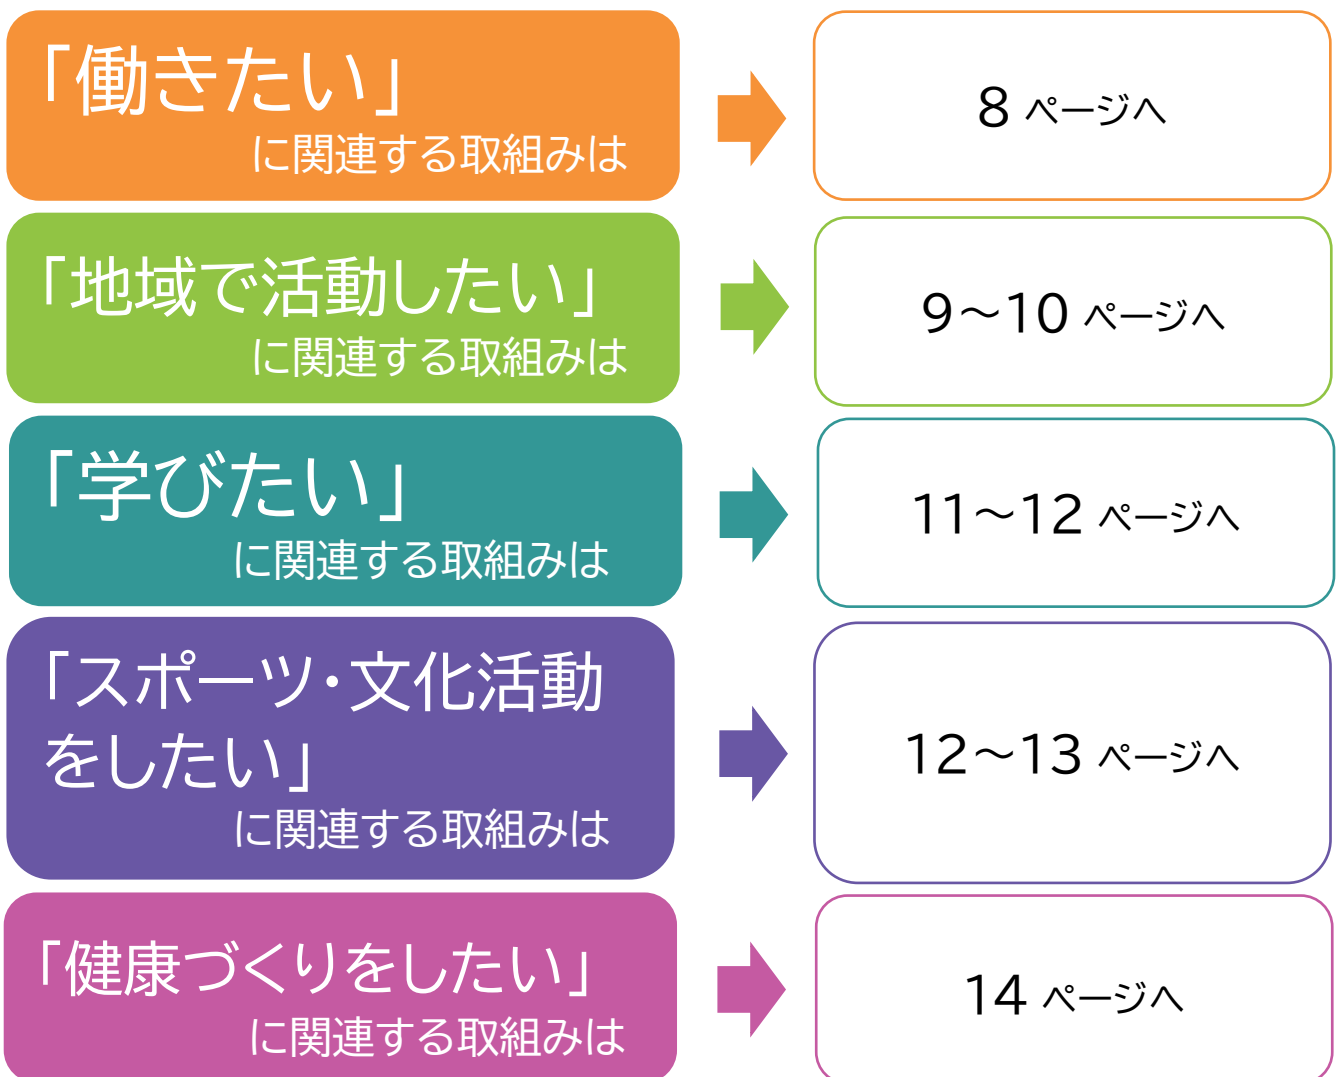 「働きたい」
に関連する取組みは
8 ページへ
「地域で活動したい」
に関連する取組みは
9～10 ページへ
「学びたい」
に関連する取組みは
11～12 ページへ
「スポーツ・文化活動
をしたい」
に関連する取組みは
12～13 ページへ
「健康づくりをしたい」
に関連する取組みは
14 ページへ